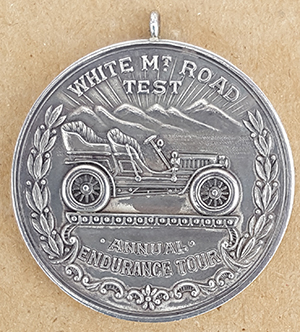 WHITE MT ROAD
TEST
· ANNUAL ·
ENDURANCE TOUR